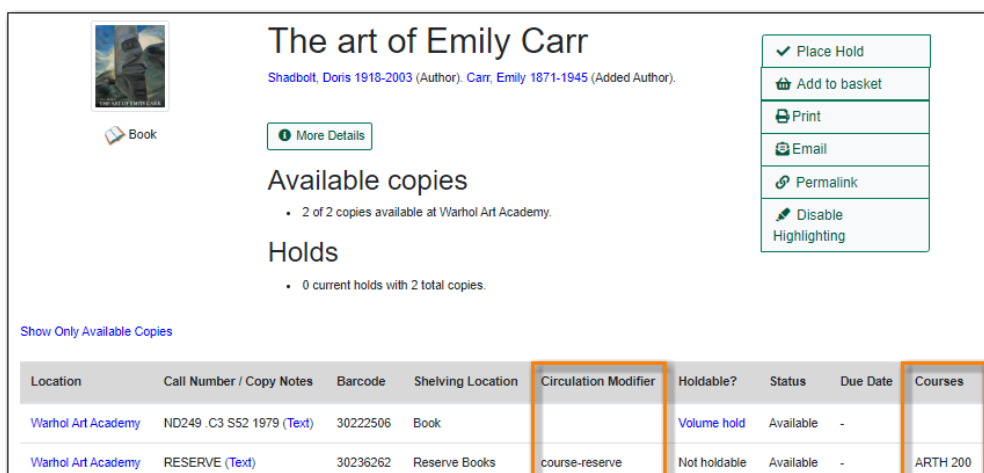 The art of Emily Carr
Shadbolt, Doris 1918-2003 (Author). Carr, Emily 1871-1945 (Added Author).
THE ART OF EMILY CARR
Book
More Details
Place Hold
Add to basket
Print
Email
Permalink
Disable
Highlighting
Available copies
• 2 of 2 copies available at Warhol Art Academy.
Holds
• 0 current holds with 2 total copies.
Show Only Available Copies
Location Call Number / Copy Notes Barcode Shelving Location Circulation Modifier Holdable? Status Due Date Courses
Warhol Art Academy ND249 .C3 S52 1979 (Text) 30222506 Book Volume hold Available -
Warhol Art Academy RESERVE (Text) 30236262 Reserve Books course-reserve Not holdable Available - ARTH 200